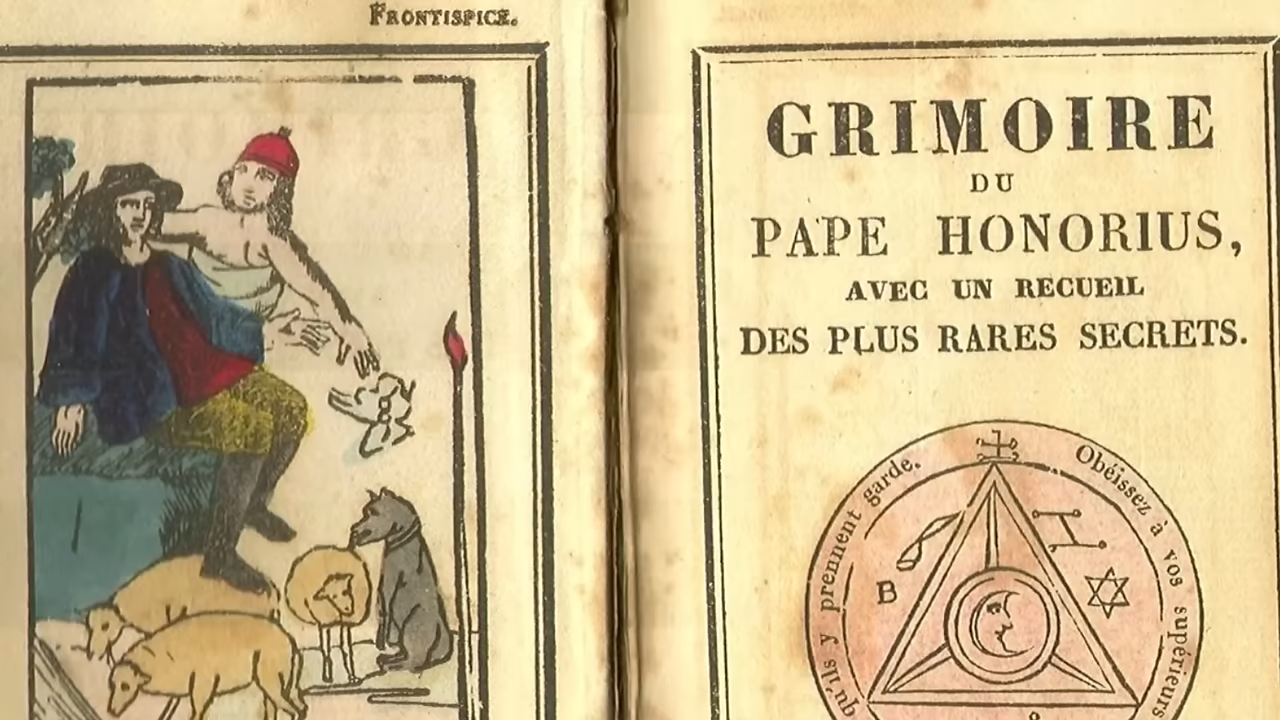 FRONTISPICE.
GRIMOIRE
DU
PAPE HONORIUS,
AVEC UN RECUEIL
DES PLUS RARES SECRETS.
Obéissez à vos supérieurs
qu'ils y prennent garde.
B